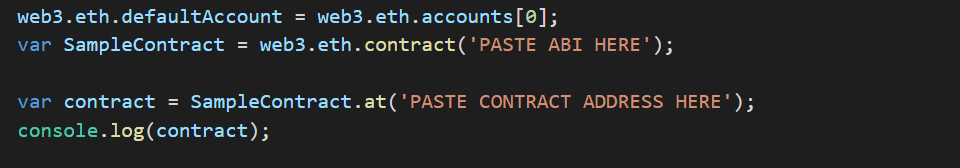 web3.eth.defaultAccount = web3.eth.accounts[0];
var SampleContract = web3.eth.contract('PASTE ABI HERE');
var contract = SampleContract.at('PASTE CONTRACT ADDRESS HERE');
console.log(contract);